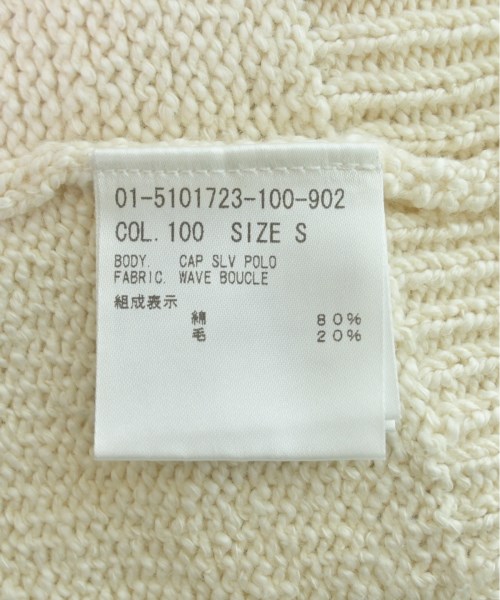 01-5101723-100-902
COL. 100 SIZE S
BODY. CAP SLV POLO
FABRIC. WAVE BOUCLE
組成表示
綿 80%
毛 20%